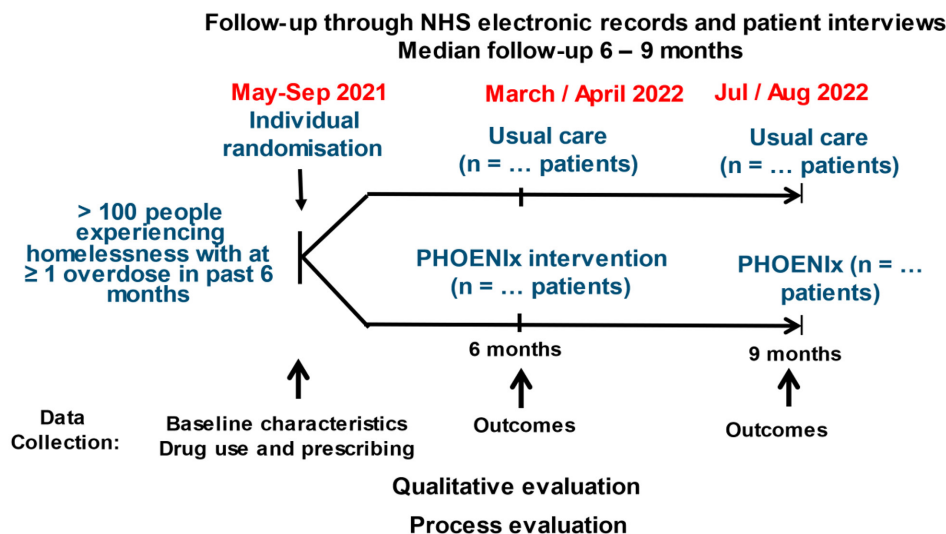 Follow-up through NHS electronic records and patient interviews
Median follow-up 6 – 9 months
May-Sep 2021
Individual
randomisation
March / April 2022
Usual care
(n = … patients)
Jul / Aug 2022
Usual care
(n = … patients)
> 100 people
experiencing
homelessness with at
≥ 1 overdose in past 6
months
PHOENIx intervention
(n = … patients)
PHOENIx (n = …
patients)
6 months
9 months
Data
Collection:
Baseline characteristics
Drug use and prescribing
Outcomes
Outcomes
Qualitative evaluation
Process evaluation